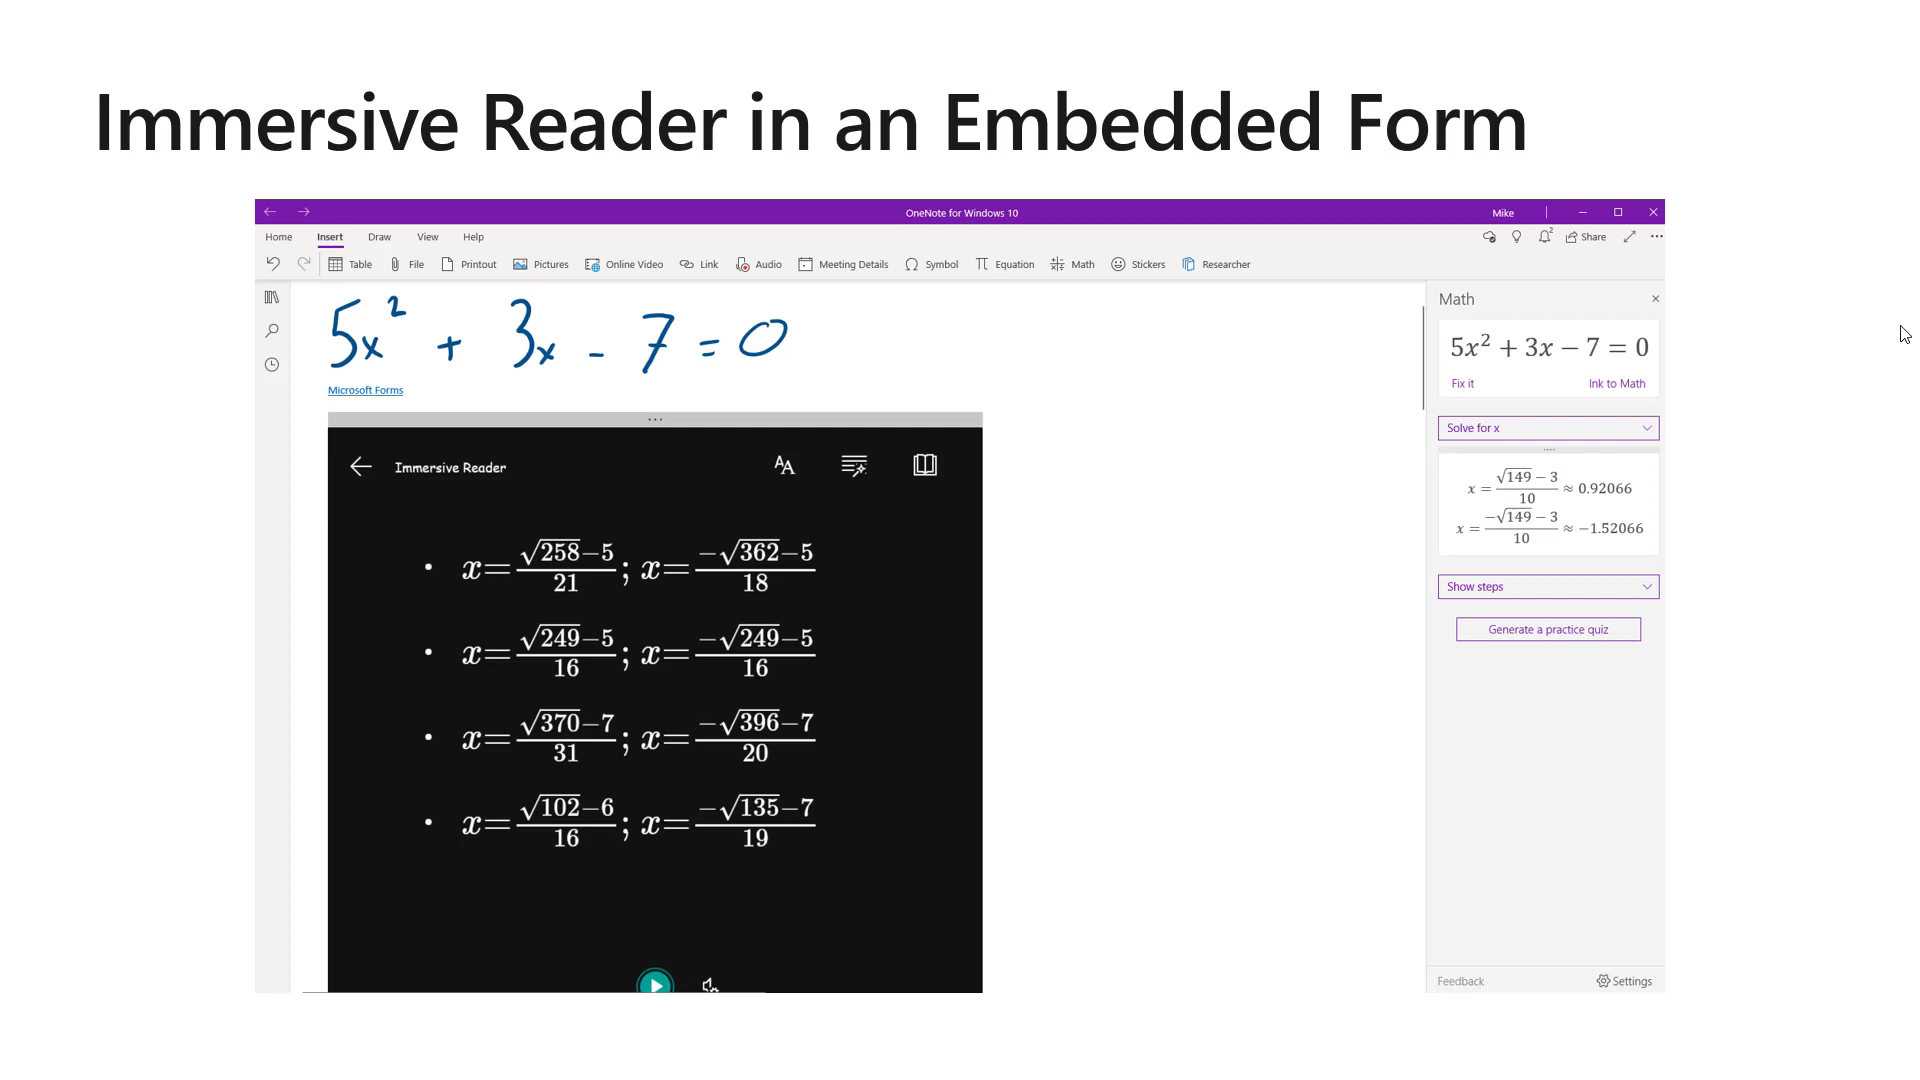 Immersive Reader in an Embedded Form
OneNote for Windows 10
Mike
Home Insert Draw View Help
2
Share
Table File Printout Pictures Online Video Link Audio Meeting Details Symbol Equation Math Stickers Researcher
5x² + 3x - 7 = 0
Microsoft Forms
Immersive Reader
• x=(√258−5)/21; x=(−√362−5)/18
• x=(√249−5)/16; x=(−√249−5)/16
• x=(√370−7)/31; x=(−√396−7)/20
• x=(√102−6)/16; x=(−√135−7)/19
Math
5x² + 3x − 7 = 0
Fix it Ink to Math
Solve for x
x = (√149 − 3)/10 ≈ 0.92066
x = (−√149 − 3)/10 ≈ −1.52066
Show steps
Generate a practice quiz
Feedback Settings